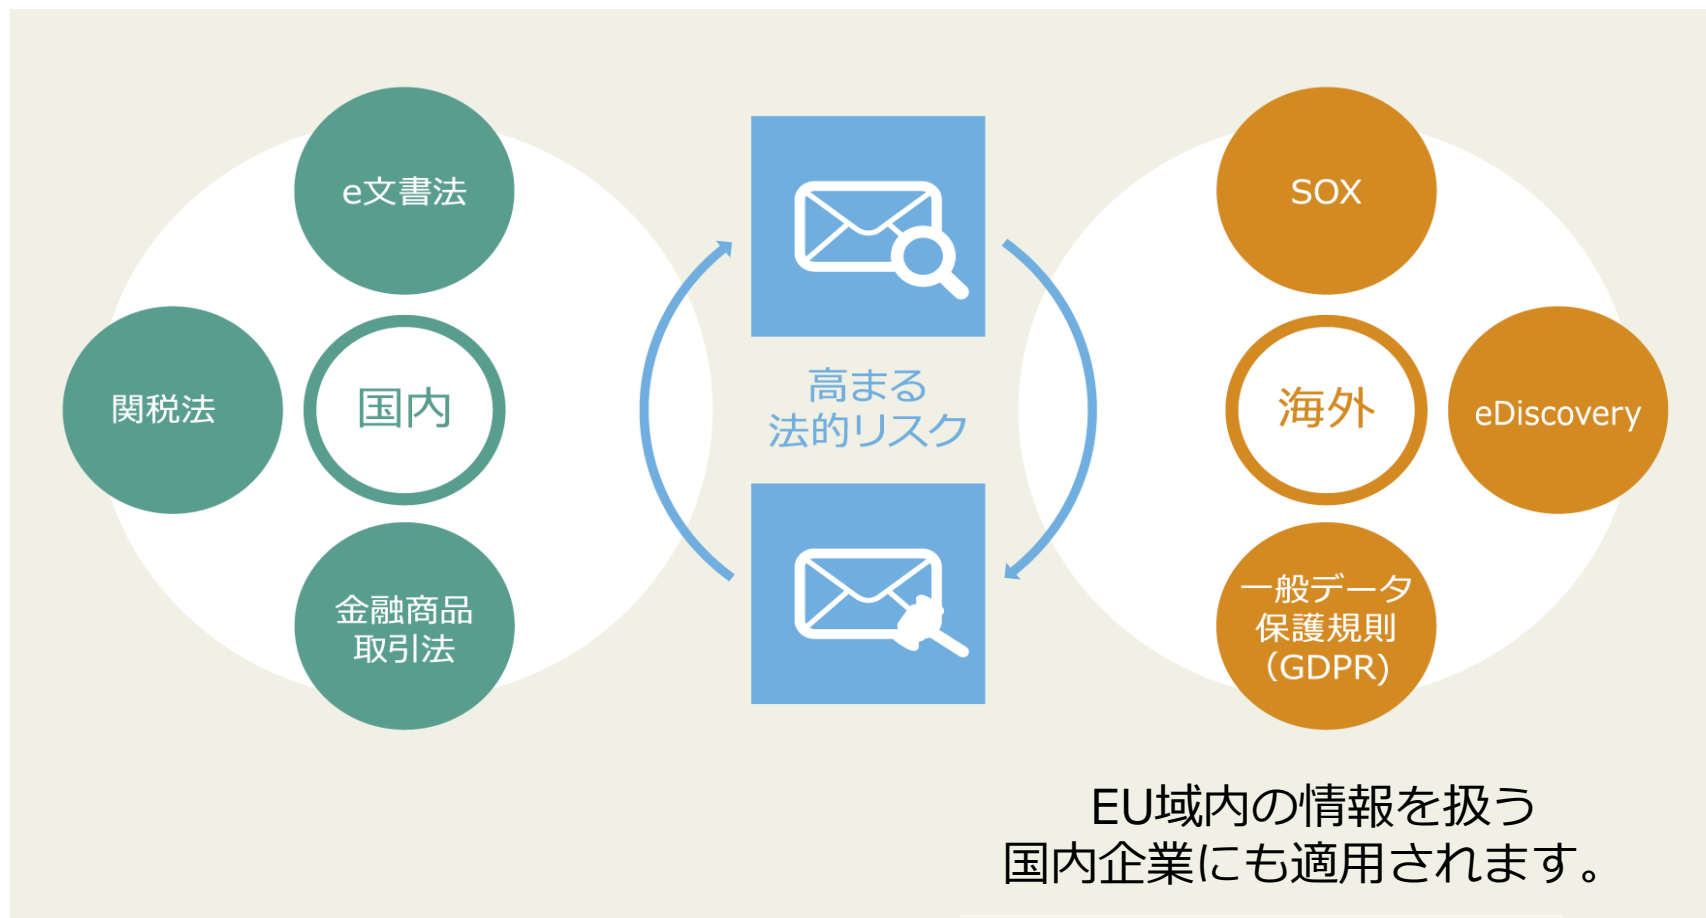 e文書法
関税法
国内
金融商品
取引法
高まる
法的リスク
SOX
海外
eDiscovery
一般データ
保護規則
（GDPR)
EU域内の情報を扱う
国内企業にも適用されます。